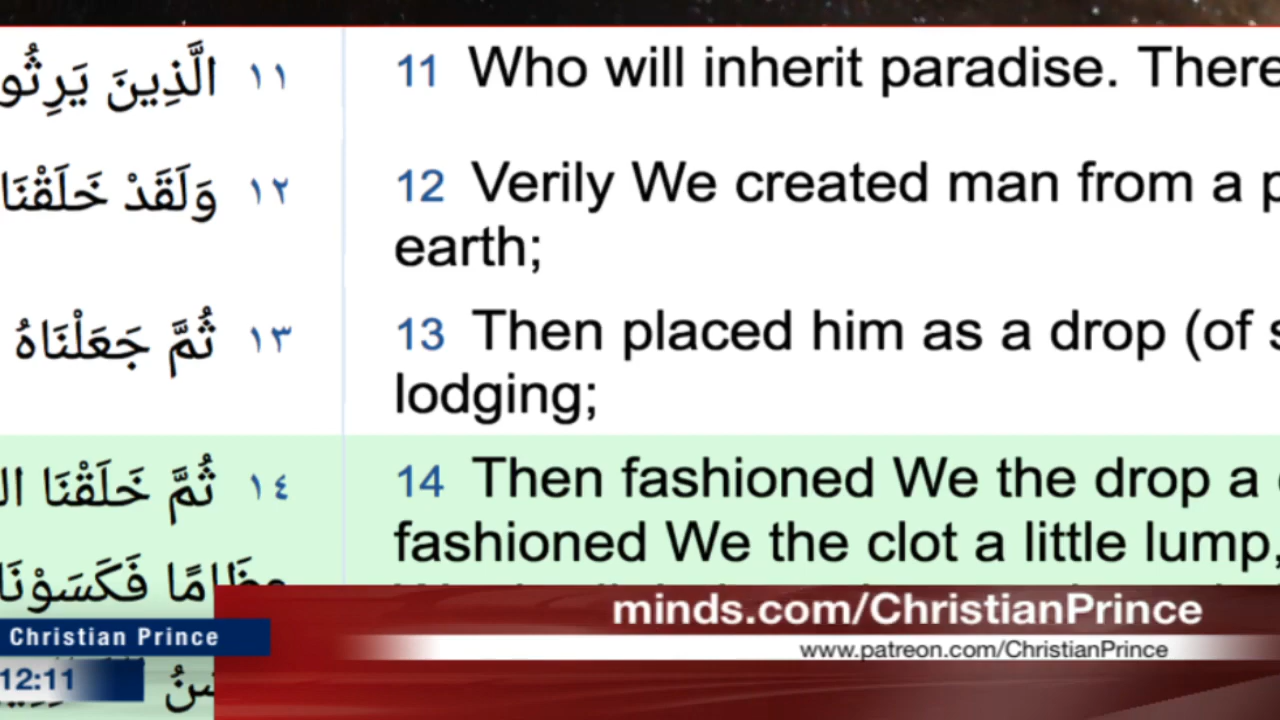 الَّذِينَ يَرِثُو ١١
11 Who will inherit paradise. There
وَلَقَدْ خَلَقْنَا ١٢
12 Verily We created man from a
earth;
ثُمَّ جَعَلْنَاهُ ١٣
13 Then placed him as a drop (of
lodging;
ثُمَّ خَلَقْنَا ١٤
14 Then fashioned We the drop a
fashioned We the clot a little lump,
فَكَسَوْنَا
minds.com/ChristianPrince
Christian Prince
www.patreon.com/ChristianPrince
12:11